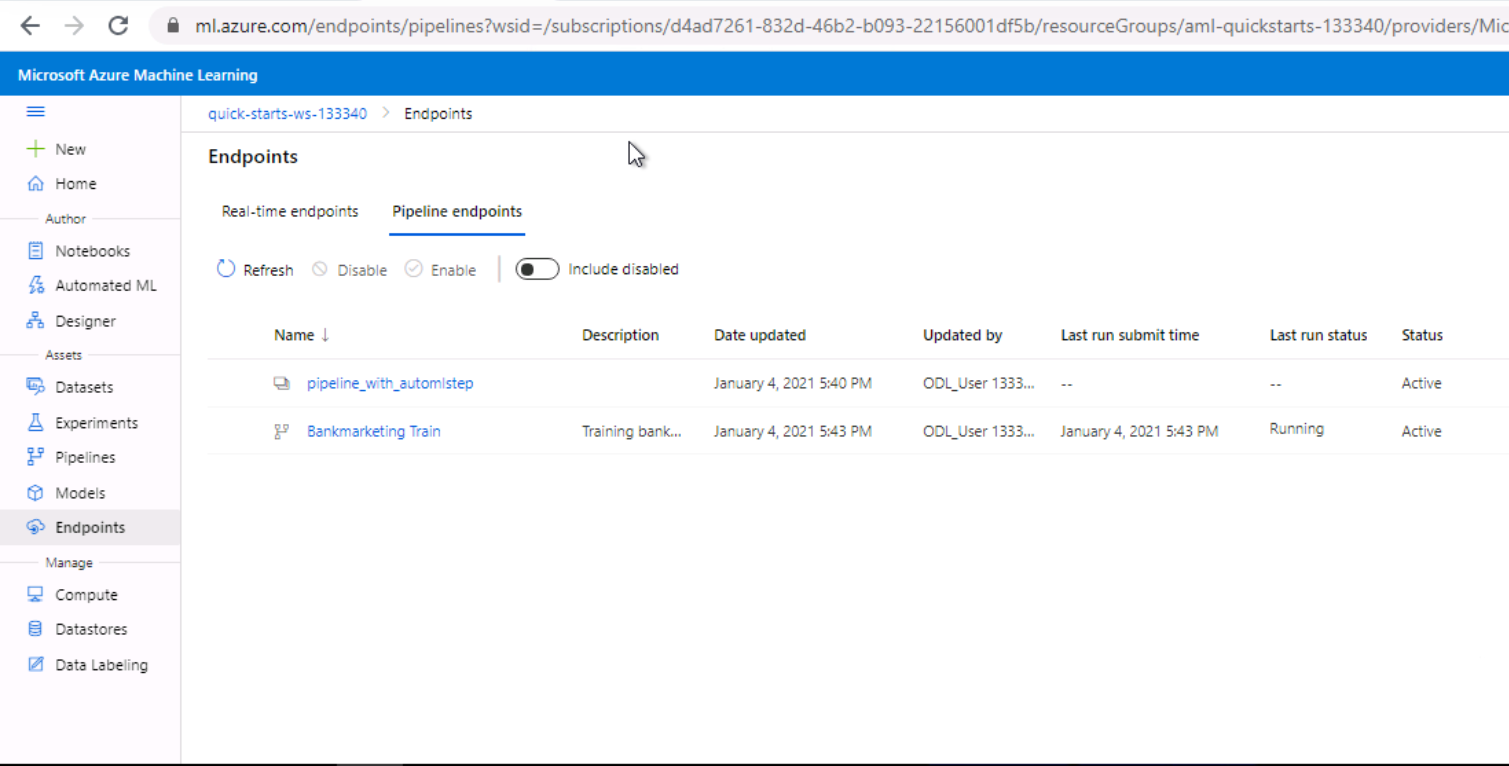 ml.azure.com/endpoints/pipelines?wsid=/subscriptions/d4ad7261-832d-46b2-b093-22156001df5b/resourceGroups/aml-quickstarts-133340/providers/Mic
Microsoft Azure Machine Learning
quick-starts-ws-133340 > Endpoints
New
Home
Author
Notebooks
Automated ML
Designer
Assets
Datasets
Experiments
Pipelines
Models
Endpoints
Manage
Compute
Datastores
Data Labeling
Endpoints
Real-time endpoints Pipeline endpoints
Refresh Disable Enable Include disabled
Name ↓ Description Date updated Updated by Last run submit time Last run status Status
pipeline_with_automlstep January 4, 2021 5:40 PM ODL_User 1333... -- -- Active
Bankmarketing Train Training bank... January 4, 2021 5:43 PM ODL_User 1333... January 4, 2021 5:43 PM Running Active